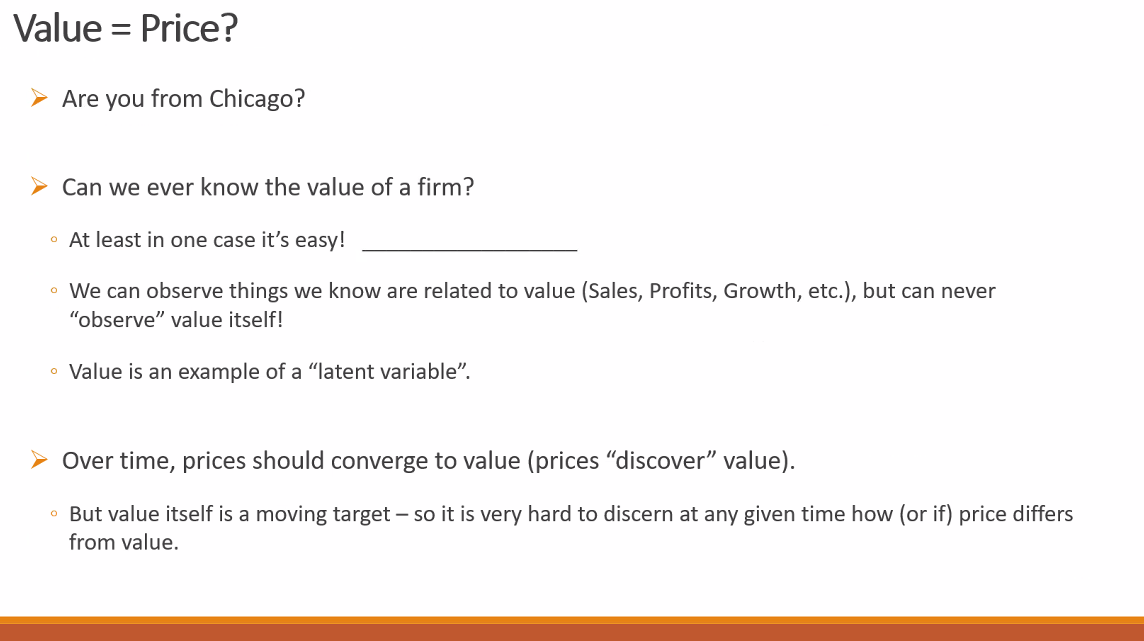 Value = Price?
➢ Are you from Chicago?
➢ Can we ever know the value of a firm?
◦ At least in one case it’s easy! __________________
◦ We can observe things we know are related to value (Sales, Profits, Growth, etc.), but can never
“observe” value itself!
◦ Value is an example of a “latent variable”.
➢ Over time, prices should converge to value (prices “discover” value).
◦ But value itself is a moving target – so it is very hard to discern at any given time how (or if) price differs
from value.